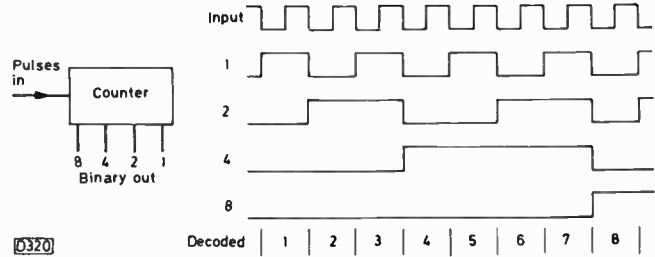 Pulses
in
Counter
8 4 2 1
Binary out
D320
Input
1
2
4
8
Decoded 1 2 3 4 5 6 7 8